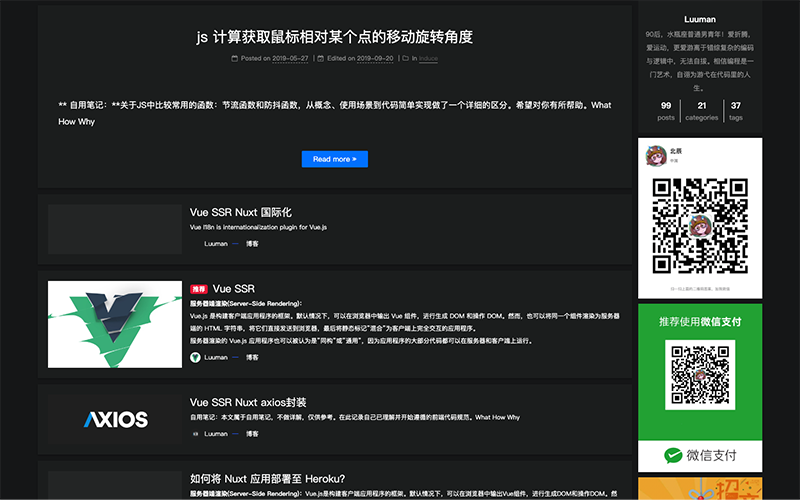 js 计算获取鼠标相对某个点的移动旋转角度
Posted on 2019-05-27 | Edited on 2019-09-20 | In Induce
** 自用笔记：**关于JS中比较常用的函数：节流函数和防抖函数，从概念、使用场景到代码简单实现做了一个详细的区分。希望对你有所帮助。What
How Why
Read more »
Vue SSR Nuxt 国际化
Vue I18n is internationalization plugin for Vue.js
Luuman — 博客
推荐 Vue SSR
服务器端渲染(Server-Side Rendering)：
Vue.js 是构建客户端应用程序的框架。默认情况下，可以在浏览器中输出 Vue 组件，进行生成 DOM 和操作 DOM。然而，也可以将同一个组件渲染为服务器
端的 HTML 字符串，将它们直接发送到浏览器，最后将静态标记"混合"为客户端上完全交互的应用程序。
服务器渲染的 Vue.js 应用程序也可以被认为是"同构"或"通用"，因为应用程序的大部分代码都可以在服务器和客户端上运行。
Luuman — 博客
AXIOS
Vue SSR Nuxt axios封装
自用笔记：本文属于自用笔记，不做详解，仅供参考。在此记录自己已理解并开始遵循的前端代码规范。What How Why
Luuman — 博客
如何将 Nuxt 应用部署至 Heroku?
服务器端渲染(Server-Side Rendering)：Vue.js是构建客户端应用程序的框架。默认情况下，可以在浏览器中输出Vue组件，进行生成DOM和操作DOM。然
Luuman
90后，水瓶座普通男青年！爱折腾，
爱运动，更爱游离于错综复杂的编码
与逻辑中，无法自拔。相信编程是一
门艺术，自诩为游弋在代码里的人
生。
99 21 37
posts categories tags
北辰
扫一扫上面的二维码图案，加我微信
推荐使用微信支付
微信支付